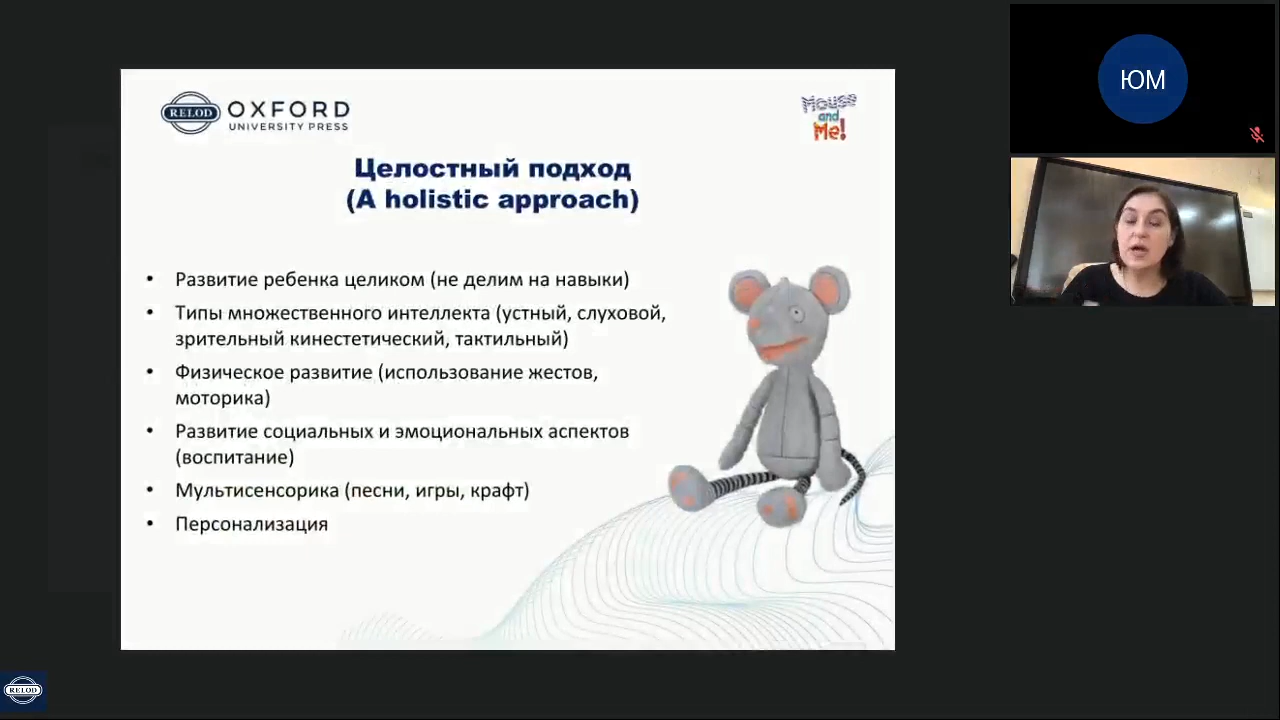 RELOD
OXFORD
UNIVERSITY PRESS
Mouse
and
Me!
Целостный подход
(A holistic approach)
• Развитие ребенка целиком (не делим на навыки)
• Типы множественного интеллекта (устный, слуховой,
зрительный кинестетический, тактильный)
• Физическое развитие (использование жестов,
моторика)
• Развитие социальных и эмоциональных аспектов
(воспитание)
• Мультисенсорика (песни, игры, крафт)
• Персонализация
ЮМ
RELOD